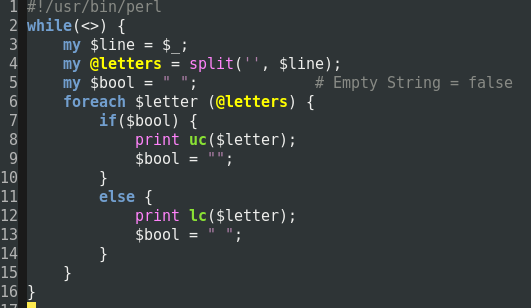 1 #!/usr/bin/perl
2 while(<>) {
3     my $line = $_;
4     my @letters = split('', $line);
5     my $bool = " ";             # Empty String = false
6     foreach $letter (@letters) {
7         if($bool) {
8             print uc($letter);
9             $bool = "";
10         }
11         else {
12             print lc($letter);
13             $bool = " ";
14         }
15     }
16 }
17